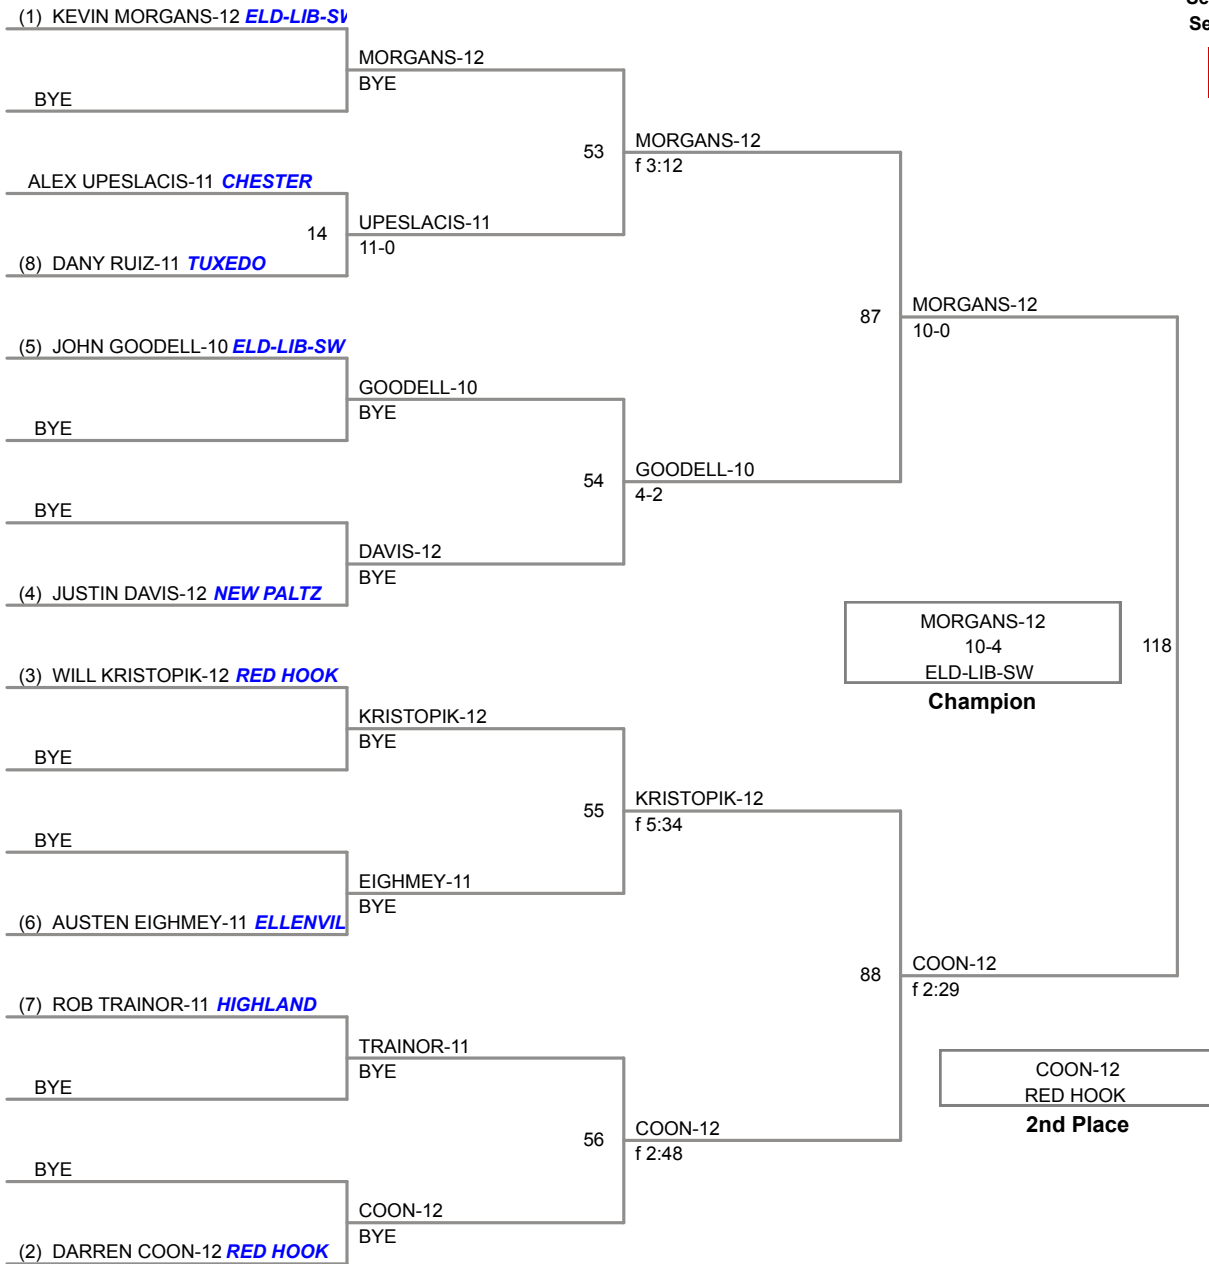 (1) KEVIN MORGANS-12 ELD-LIB-SW
MORGANS-12
BYE
BYE
53
MORGANS-12
f 3:12
ALEX UPESLACIS-11 CHESTER
14
UPESLACIS-11
11-0
(8) DANY RUIZ-11 TUXEDO
87
MORGANS-12
10-0
(5) JOHN GOODELL-10 ELD-LIB-SW
GOODELL-10
BYE
BYE
54
GOODELL-10
4-2
BYE
DAVIS-12
BYE
(4) JUSTIN DAVIS-12 NEW PALTZ
MORGANS-12
10-4
ELD-LIB-SW
Champion
118
(3) WILL KRISTOPIK-12 RED HOOK
KRISTOPIK-12
BYE
BYE
55
KRISTOPIK-12
f 5:34
BYE
EIGHMEY-11
BYE
(6) AUSTEN EIGHMEY-11 ELLENVIL
88
COON-12
f 2:29
(7) ROB TRAINOR-11 HIGHLAND
TRAINOR-11
BYE
BYE
56
COON-12
f 2:48
COON-12
RED HOOK
2nd Place
BYE
COON-12
BYE
(2) DARREN COON-12 RED HOOK